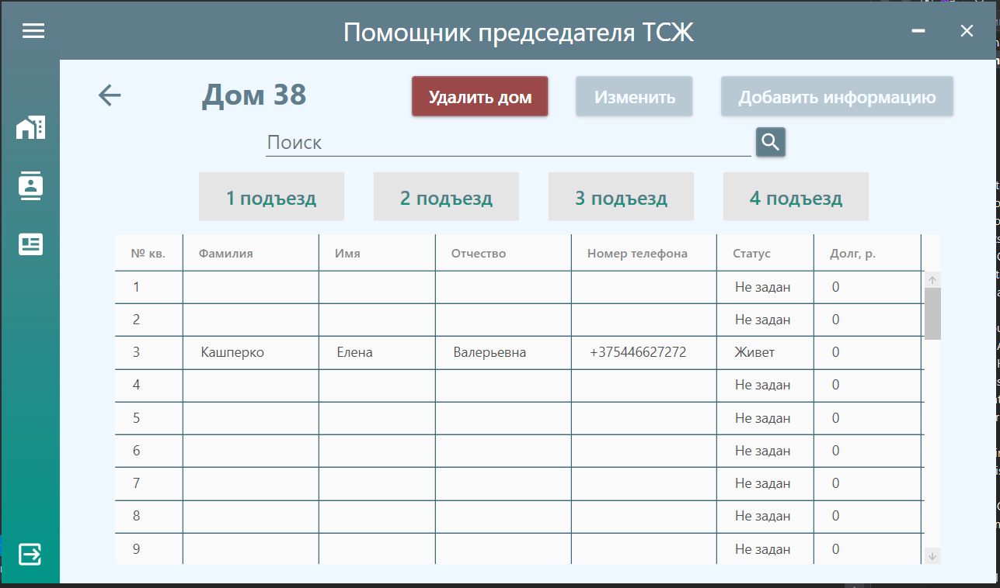 Помощник председателя ТСЖ
Дом 38 Удалить дом Изменить Добавить информацию
Поиск
1 подъезд 2 подъезд 3 подъезд 4 подъезд
№ кв. Фамилия Имя Отчество Номер телефона Статус Долг, р.
1 Не задан 0
2 Не задан 0
3 Кашперко Елена Валерьевна +375446627272 Живет 0
4 Не задан 0
5 Не задан 0
6 Не задан 0
7 Не задан 0
8 Не задан 0
9 Не задан 0